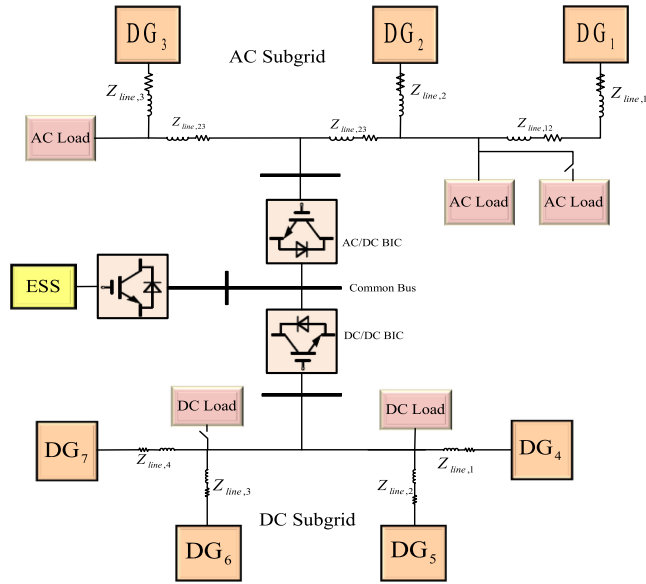 DG3
DG2
DG1
AC Subgrid
Zline,3
Zline,2
Zline,1
Zline,23
Zline,23
Zline,12
AC Load
AC Load
AC Load
AC/DC BIC
ESS
Common Bus
DC/DC BIC
DC Load
DC Load
DG7
DG4
Zline,4
Zline,1
Zline,3
Zline,2
DC Subgrid
DG6
DG5